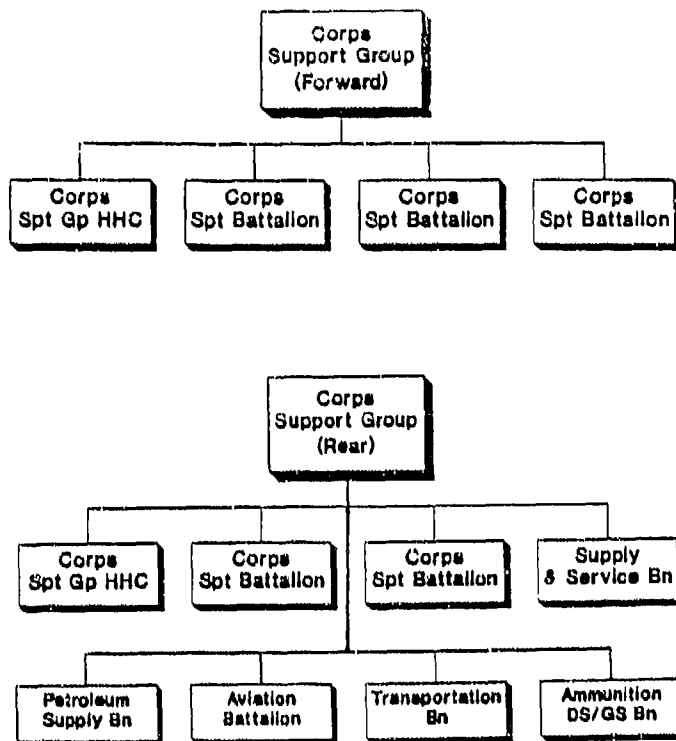 Corps
Support Group
(Forward)
Corps
Spt Gp HHC
Corps
Spt Battalion
Corps
Spt Battalion
Corps
Spt Battalion
Corps
Support Group
(Rear)
Corps
Spt Gp HHC
Corps
Spt Battalion
Corps
Spt Battalion
Supply
& Service Bn
Petroleum
Supply Bn
Aviation
Battalion
Transportation
Bn
Ammunition
DS/GS Bn